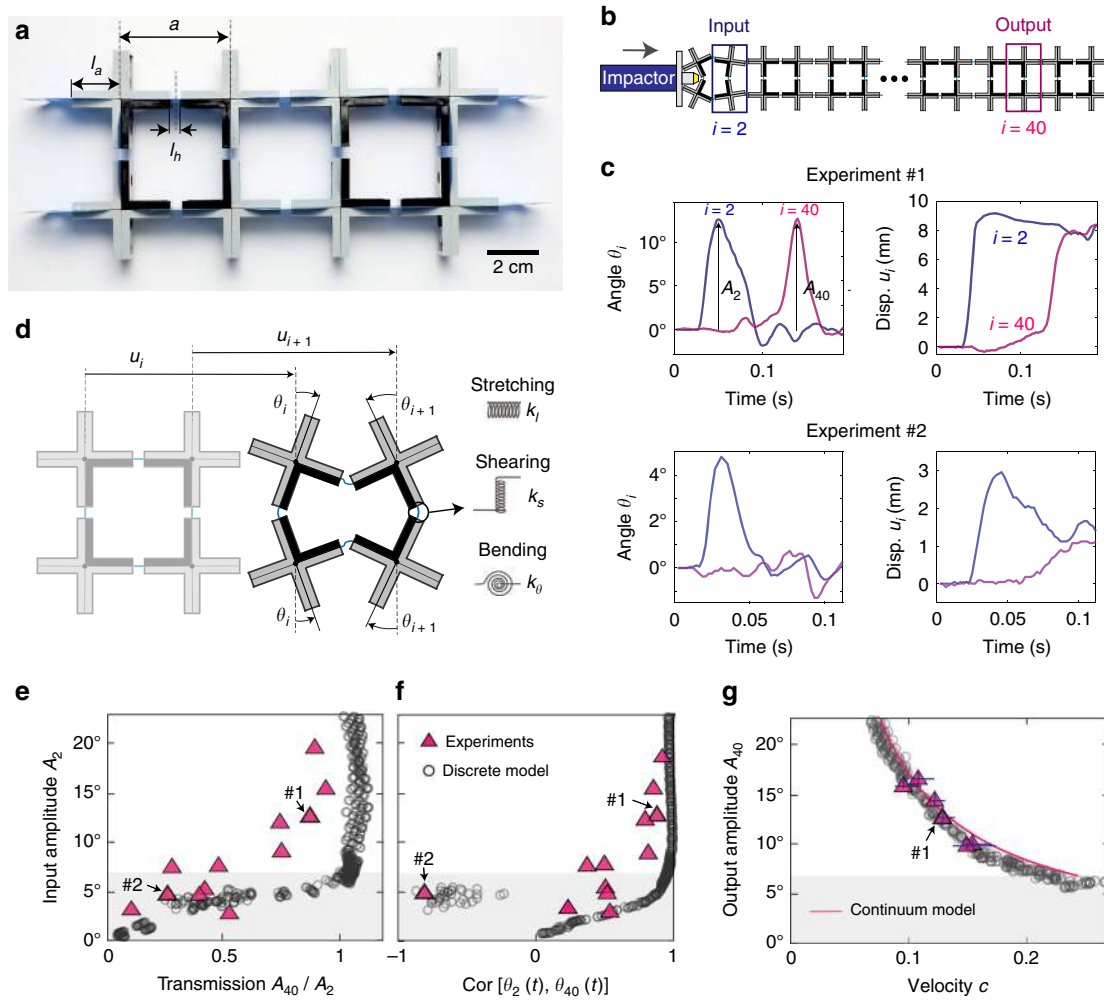 a
a
l_a
l_h
2 cm
b
Input
Output
Impactor
i = 2
i = 40
c
Experiment #1
i = 2
i = 40
10°
0°
Angle θ_i
A_2
A_40
0
0.1
Time (s)
10
8
6
4
2
0
Disp. u_i (mn)
i = 2
i = 40
0
0.1
Time (s)
Experiment #2
4°
2°
0°
Angle θ_i
0
0.05
0.1
Time (s)
3
2
1
0
Disp. u_i (mn)
0
0.05
0.1
Time (s)
d
u_i
u_{i + 1}
θ_i
θ_{i + 1}
Stretching
k_l
Shearing
k_s
Bending
k_θ
θ_i
θ_{i + 1}
e
Input amplitude A_2
20°
15°
10°
5°
0°
#1
#2
0
0.5
1
Transmission A_40 / A_2
f
Experiments
Discrete model
#1
#2
−1
0
1
Cor [θ_2 (t), θ_40 (t)]
g
Output amplitude A_40
20°
15°
10°
5°
0°
#1
Continuum model
0.1
0.2
Velocity c